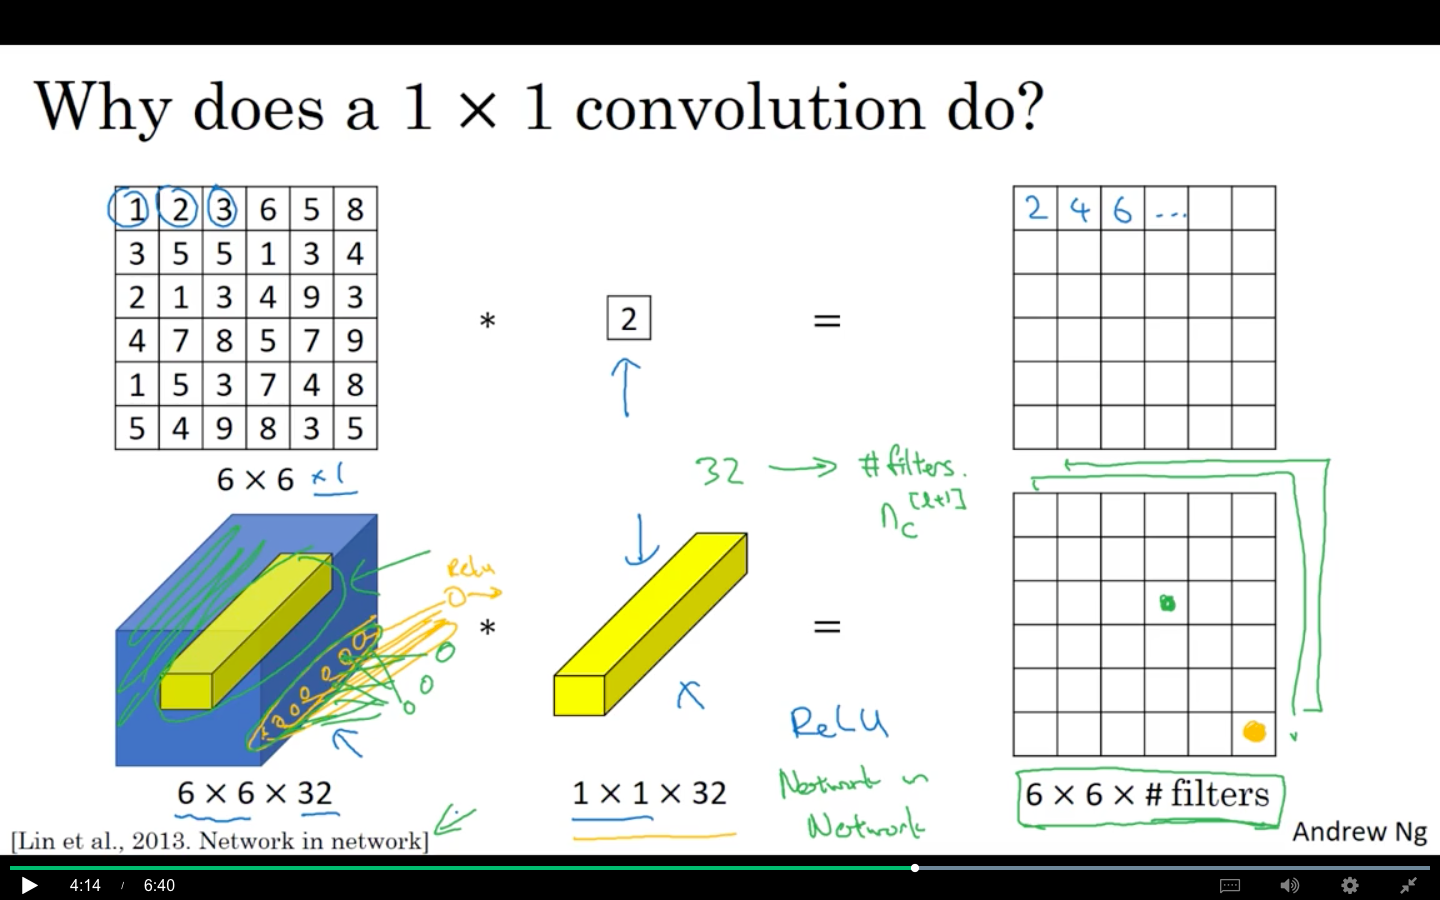 Why does a 1 × 1 convolution do?
1 2 3 6 5 8
3 5 5 1 3 4
2 1 3 4 9 3
4 7 8 5 7 9
1 5 3 7 4 8
5 4 9 8 3 5
6 × 6 × 1
*
2
=
2 4 6 ...
32 → # filters.
n_c^[l+1]
ReLU
*
=
ReLU
Network in
Network
6 × 6 × 32
1 × 1 × 32
6 × 6 × # filters
[Lin et al., 2013. Network in network]
Andrew Ng
4:14 / 6:40